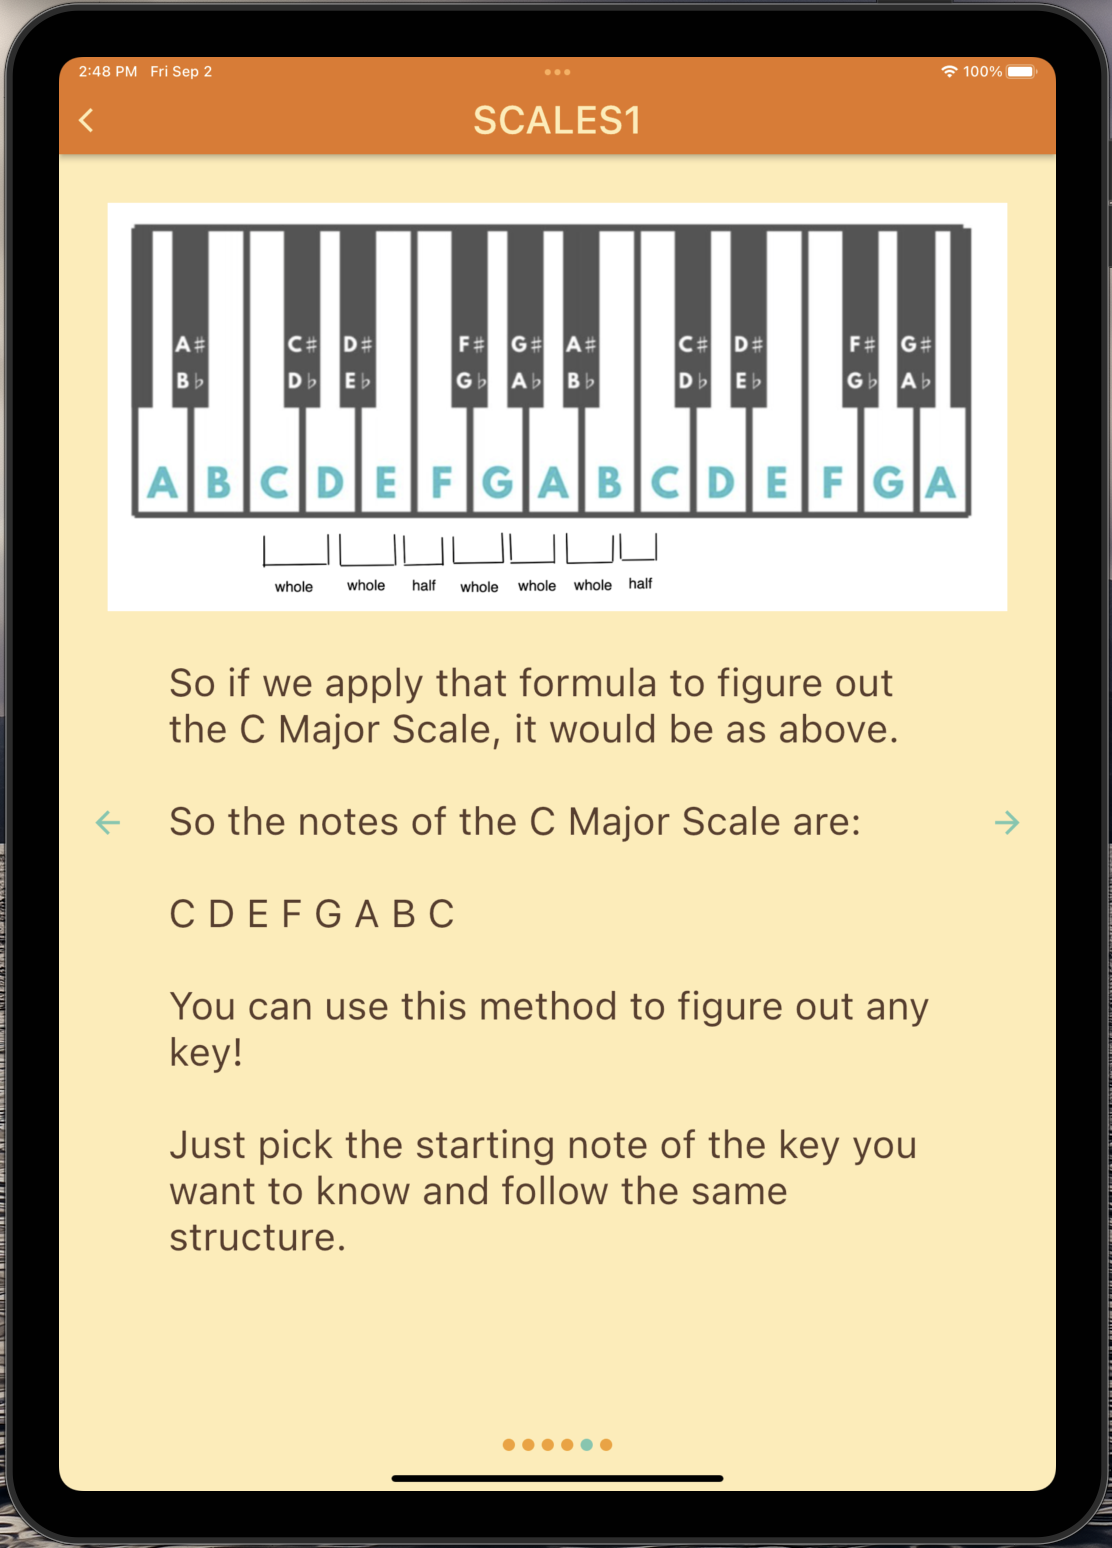 2:48 PM Fri Sep 2
100%
SCALES1
A♯ C♯ D♯ F♯ G♯ A♯ C♯ D♯ F♯ G♯
B♭ D♭ E♭ G♭ A♭ B♭ D♭ E♭ G♭ A♭
A B C D E F G A B C D E F G A
whole whole half whole whole whole half
So if we apply that formula to figure out
the C Major Scale, it would be as above.
So the notes of the C Major Scale are:
C D E F G A B C
You can use this method to figure out any
key!
Just pick the starting note of the key you
want to know and follow the same
structure.